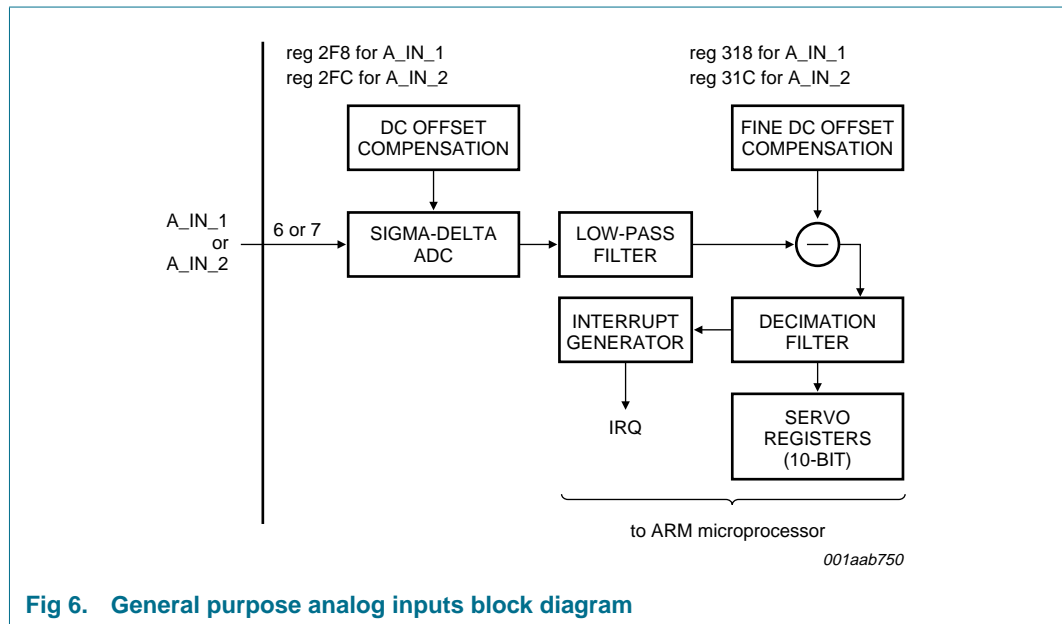 reg 2F8 for A_IN_1
reg 2FC for A_IN_2
reg 318 for A_IN_1
reg 31C for A_IN_2
DC OFFSET
COMPENSATION
FINE DC OFFSET
COMPENSATION
A_IN_1
or
A_IN_2
6 or 7
SIGMA-DELTA
ADC
LOW-PASS
FILTER
INTERRUPT
GENERATOR
DECIMATION
FILTER
IRQ
SERVO
REGISTERS
(10-BIT)
to ARM microprocessor
001aab750
Fig 6. General purpose analog inputs block diagram